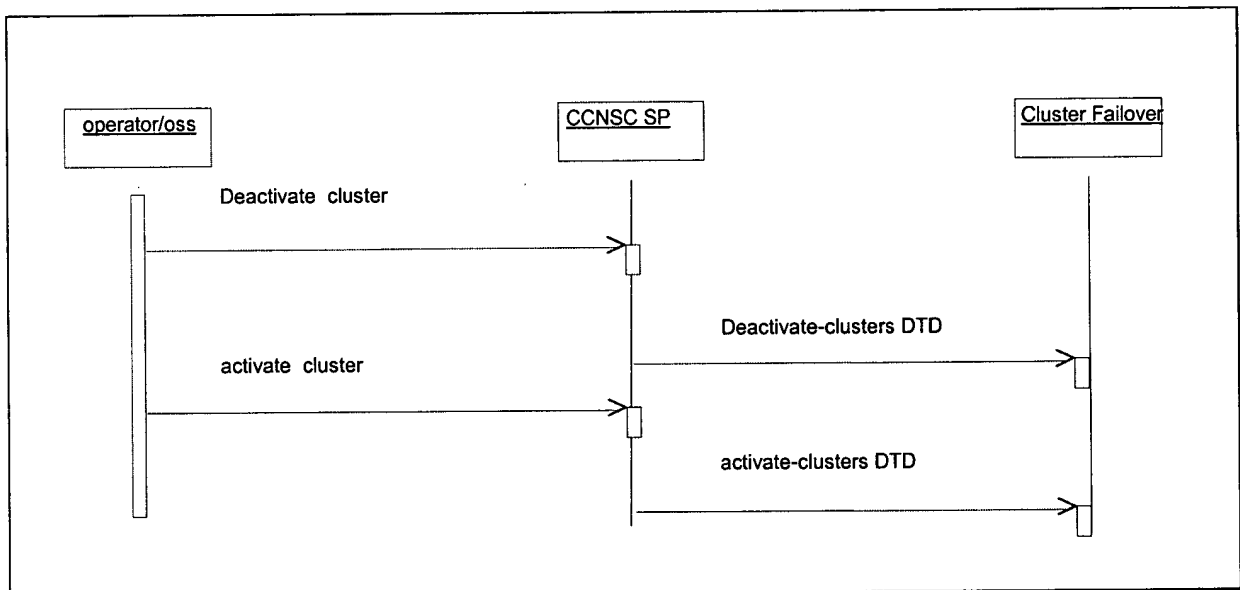 operator/oss
CCNSC SP
Cluster Failover
Deactivate cluster
Deactivate-clusters DTD
activate cluster
activate-clusters DTD